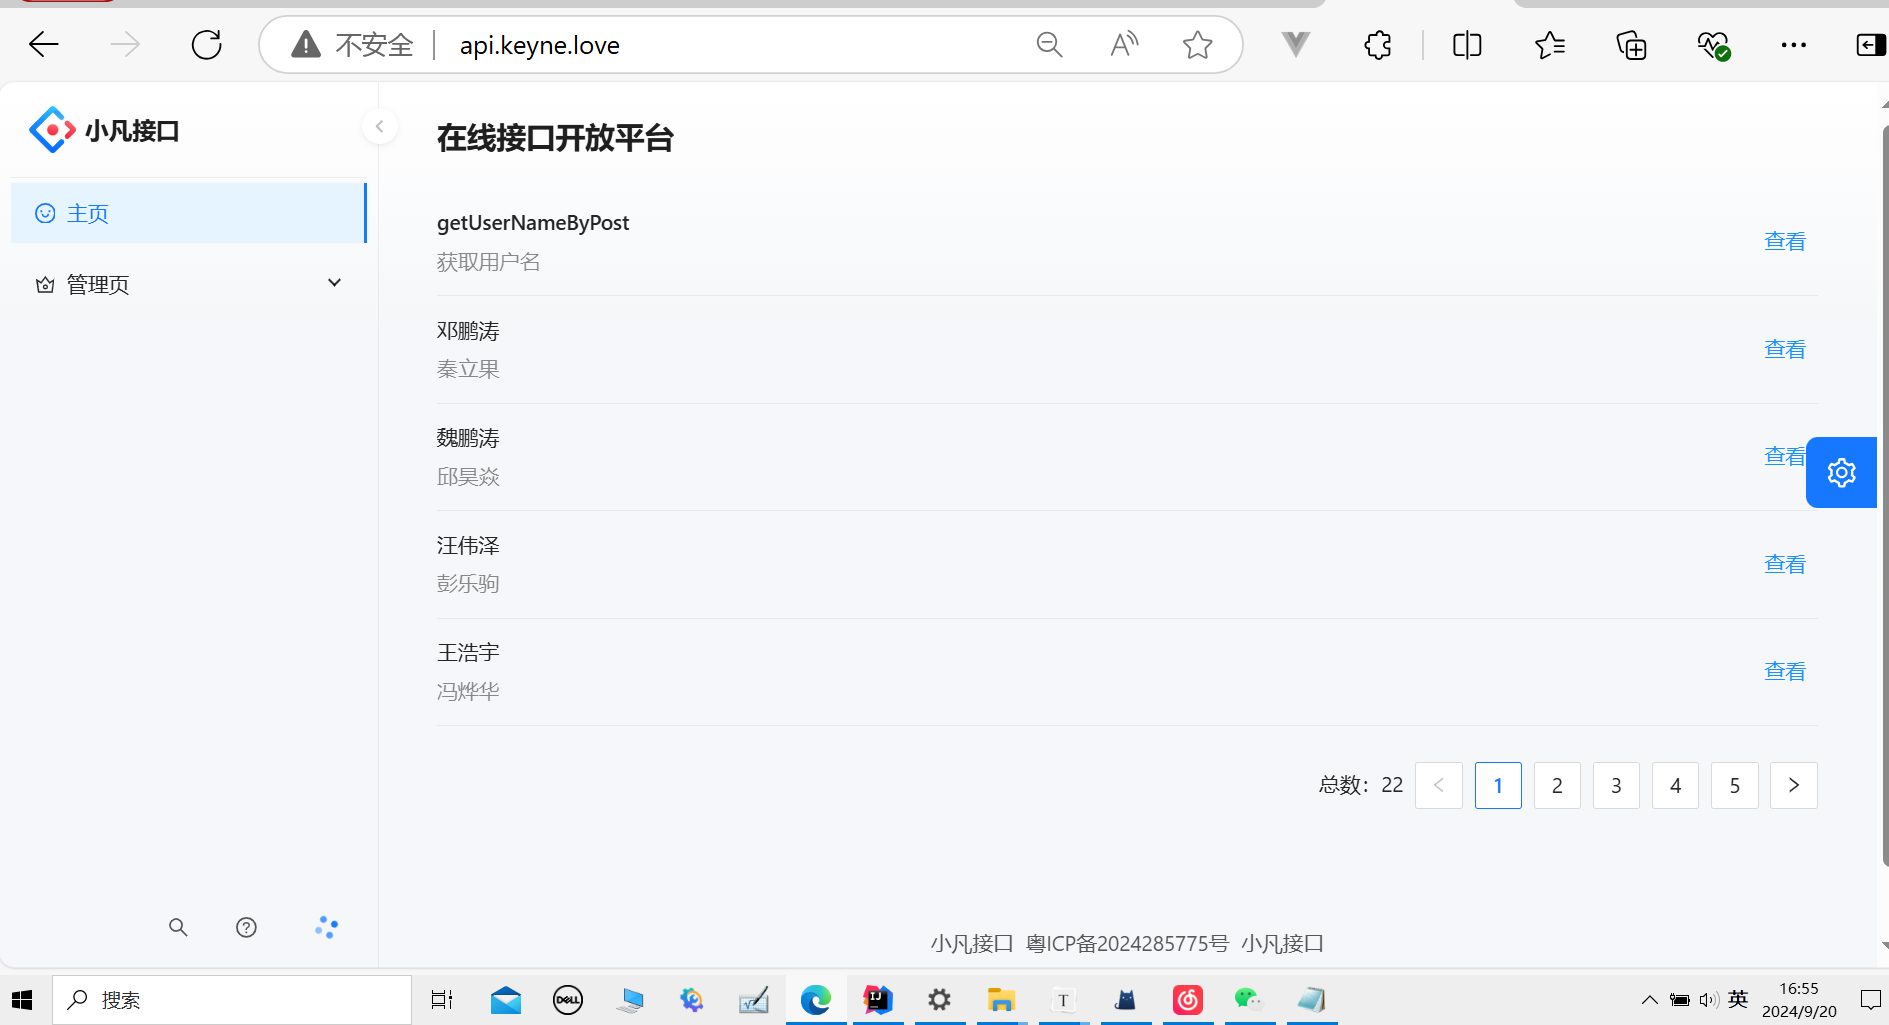 不安全 api.keyne.love
小凡接口
主页
管理页
在线接口开放平台
getUserNameByPost
获取用户名
查看
邓鹏涛
秦立果
查看
魏鹏涛
邱昊焱
查看
汪伟泽
彭乐驹
查看
王浩宇
冯烨华
查看
总数：22 1 2 3 4 5
小凡接口 粤ICP备2024285775号 小凡接口
搜索
DELL
IJ
T
英
16:55
2024/9/20